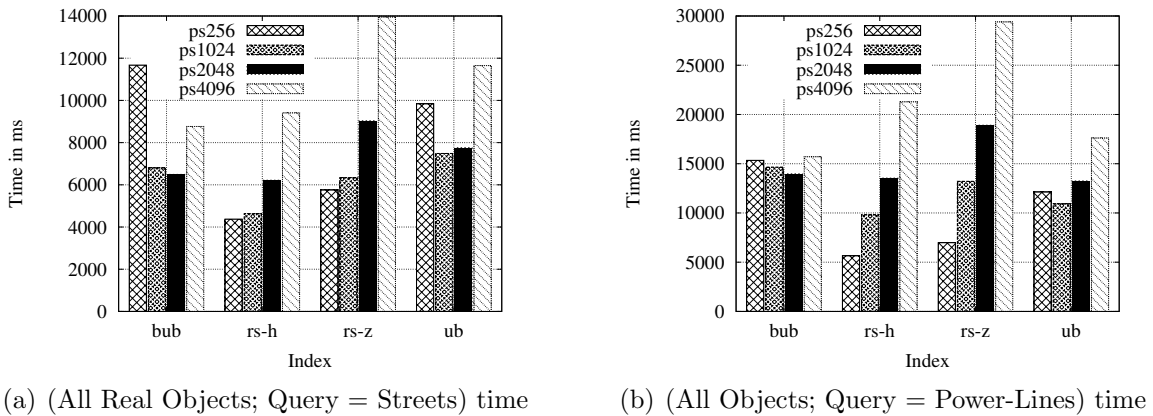 14000
12000
10000
8000
6000
4000
2000
0
Time in ms
ps256
ps1024
ps2048
ps4096
bub rs-h rs-z ub
Index
(a) (All Real Objects; Query = Streets) time
30000
25000
20000
15000
10000
5000
0
Time in ms
ps256
ps1024
ps2048
ps4096
bub rs-h rs-z ub
Index
(b) (All Objects; Query = Power-Lines) time